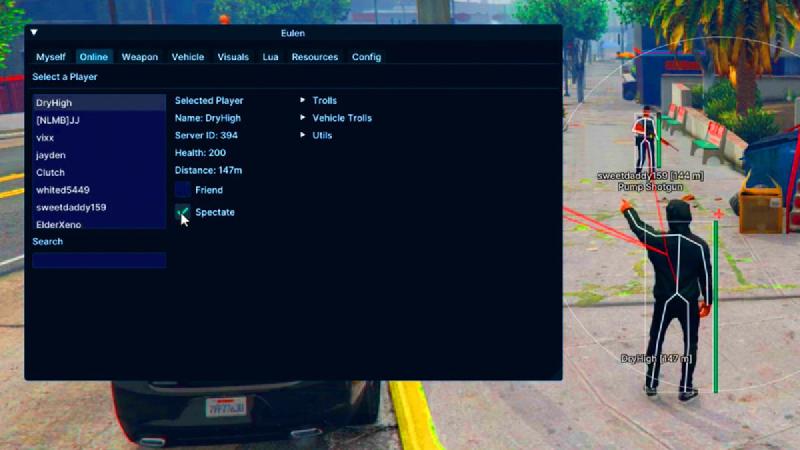 Eulen
Myself Online Weapon Vehicle Visuals Lua Resources Config
Select a Player
DryHigh
[NLMB]JJ
vixx
jayden
Clutch
whited5449
sweetdaddy159
ElderXeno
Search
Selected Player
Name: DryHigh
Server ID: 394
Health: 200
Distance: 147m
Friend
Spectate
Trolls
Vehicle Trolls
Utils
sweetdaddy159 [144 m]
Pump Shotgun
DryHigh [147 m]